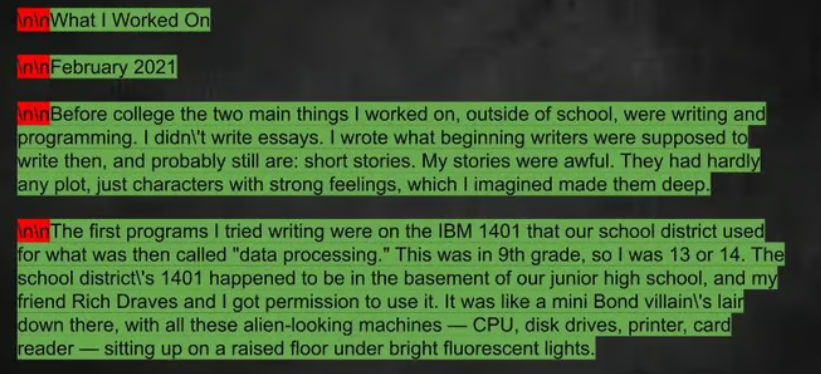 \n\nWhat I Worked On
\n\nFebruary 2021
\n\nBefore college the two main things I worked on, outside of school, were writing and
programming. I didn\'t write essays. I wrote what beginning writers were supposed to
write then, and probably still are: short stories. My stories were awful. They had hardly
any plot, just characters with strong feelings, which I imagined made them deep.
\n\nThe first programs I tried writing were on the IBM 1401 that our school district used
for what was then called "data processing." This was in 9th grade, so I was 13 or 14. The
school district\'s 1401 happened to be in the basement of our junior high school, and my
friend Rich Draves and I got permission to use it. It was like a mini Bond villain\'s lair
down there, with all these alien-looking machines — CPU, disk drives, printer, card
reader — sitting up on a raised floor under bright fluorescent lights.